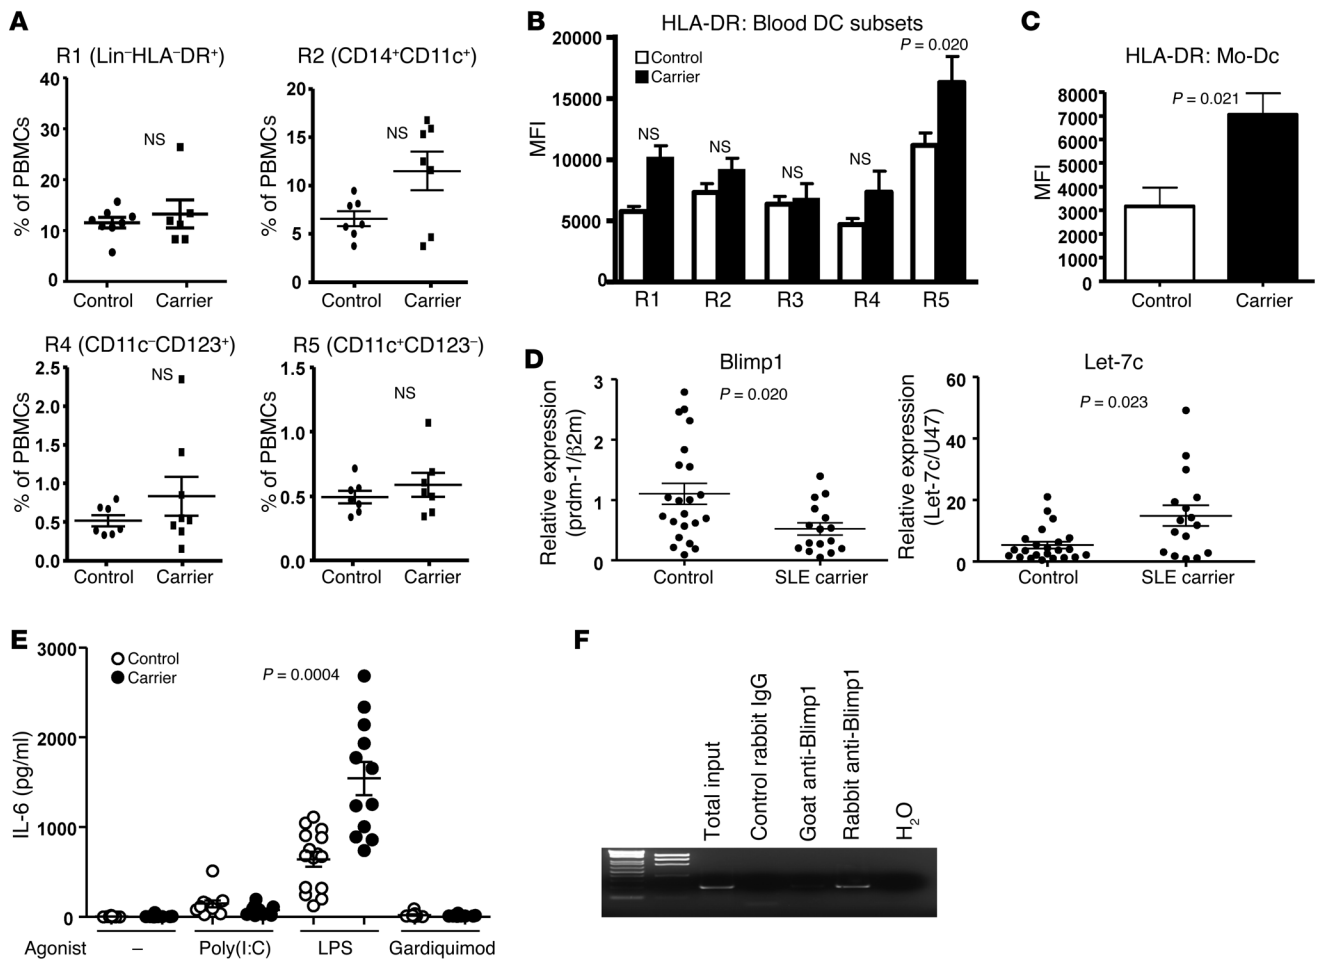 A
R1 (Lin⁻HLA⁻DR⁺)
% of PBMCs
40
30
20
10
0
NS
Control
Carrier
R2 (CD14⁺CD11c⁺)
% of PBMCs
20
15
10
5
0
NS
Control
Carrier
R4 (CD11c⁻CD123⁺)
% of PBMCs
2.5
2.0
1.5
1.0
0.5
0.0
NS
Control
Carrier
R5 (CD11c⁺CD123⁻)
% of PBMCs
1.5
1.0
0.5
0.0
NS
Control
Carrier
B
HLA-DR: Blood DC subsets
MFI
20000
15000
10000
5000
0
Control
Carrier
NS
NS
NS
NS
P = 0.020
R1
R2
R3
R4
R5
C
HLA-DR: Mo-Dc
MFI
8000
7000
6000
5000
4000
3000
2000
1000
0
P = 0.021
Control
Carrier
D
Blimp1
Relative expression
(prdm-1/β2m)
3
2
1
0
P = 0.020
Control
SLE carrier
Let-7c
Relative expression
(Let-7c/U47)
60
40
20
0
P = 0.023
Control
SLE carrier
E
IL-6 (pg/ml)
3000
2000
1000
0
Control
Carrier
P = 0.0004
Agonist
–
Poly(I:C)
LPS
Gardiquimod
F
Total input
Control rabbit IgG
Goat anti-Blimp1
Rabbit anti-Blimp1
H₂O